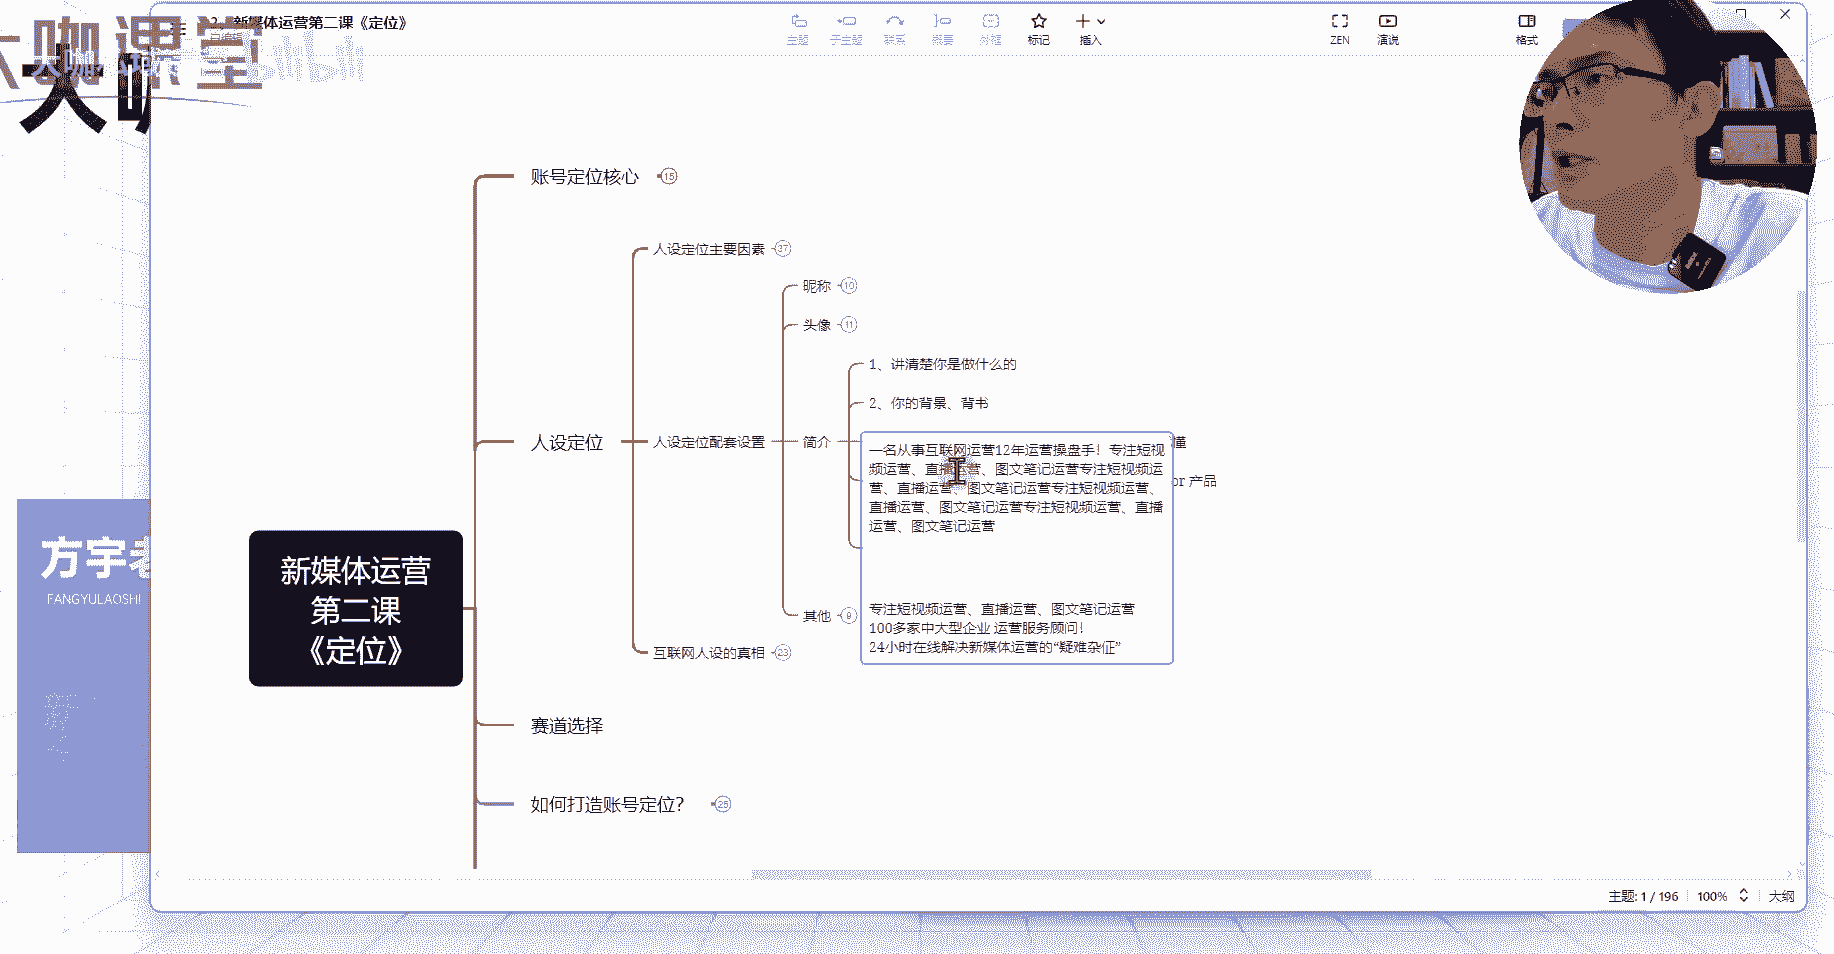 大咖课堂
bilibili
大咖
2、新媒体运营第二课《定位》
已编辑
主题
子主题
联系
概要
外框
标记
插入
ZEN
演说
格式
方宇老
FANGYULAOSHI
新媒体运营
第二课
《定位》
账号定位核心
15
人设定位
人设定位主要因素
37
人设定位配套设置
昵称
10
头像
11
简介
1、讲清楚你是做什么的
2、你的背景、背书
懂
or 产品
一名从事互联网运营12年运营操盘手！专注短视
频运营、直播运营、图文笔记运营专注短视频运
营、直播运营、图文笔记运营专注短视频运营、
直播运营、图文笔记运营专注短视频运营、直播
运营、图文笔记运营
专注短视频运营、直播运营、图文笔记运营
100多家中大型企业 运营服务顾问！
24小时在线解决新媒体运营的“疑难杂症”
其他
9
互联网人设的真相
23
赛道选择
如何打造账号定位？
25
主题: 1 / 196
100%
大纲